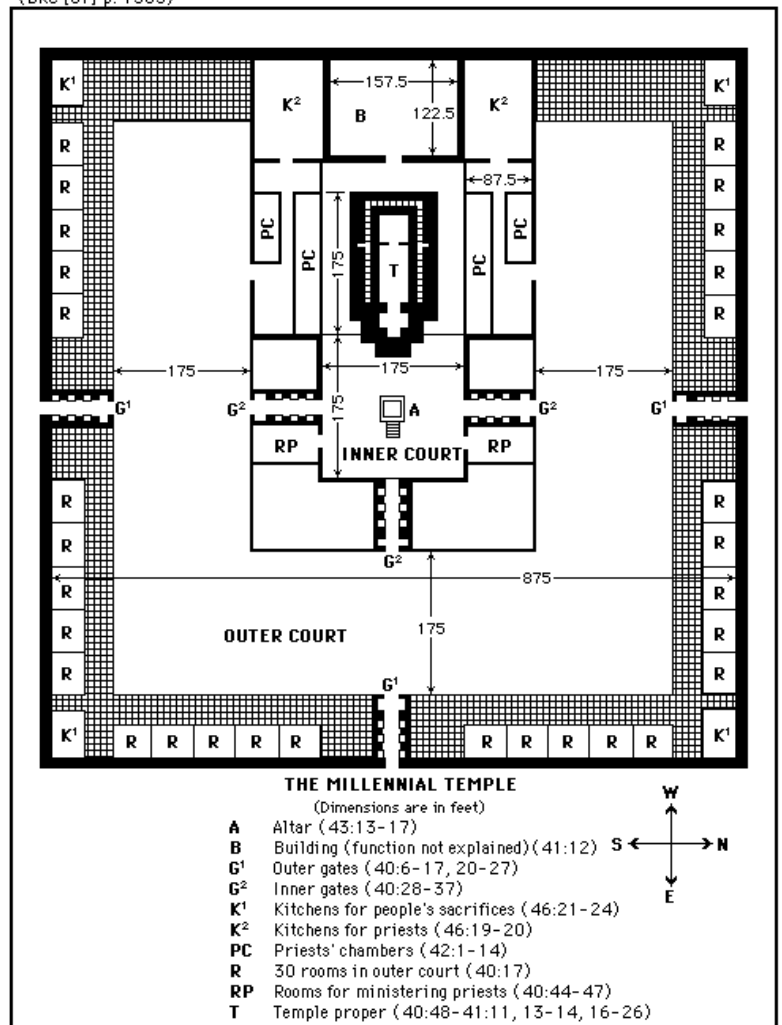 K¹ K² 157.5 B 122.5 K² K¹
R R
R 87.5 R
R PC PC 175 T PC PC R
R R
R R
175 175 175
G¹ G² 175 A G² G¹
RP INNER COURT RP
R R
R G² R
875
R R
R OUTER COURT 175 R
R R
G¹
K¹ R R R R R R R R R R K¹
THE MILLENNIAL TEMPLE
(Dimensions are in feet)
A Altar (43:13-17)
B Building (function not explained)(41:12)
G¹ Outer gates (40:6-17, 20-27)
G² Inner gates (40:28-37)
K¹ Kitchens for people's sacrifices (46:21-24)
K² Kitchens for priests (46:19-20)
PC Priests' chambers (42:1-14)
R 30 rooms in outer court (40:17)
RP Rooms for ministering priests (40:44-47)
T Temple proper (40:48-41:11, 13-14, 16-26)
W
S N
E